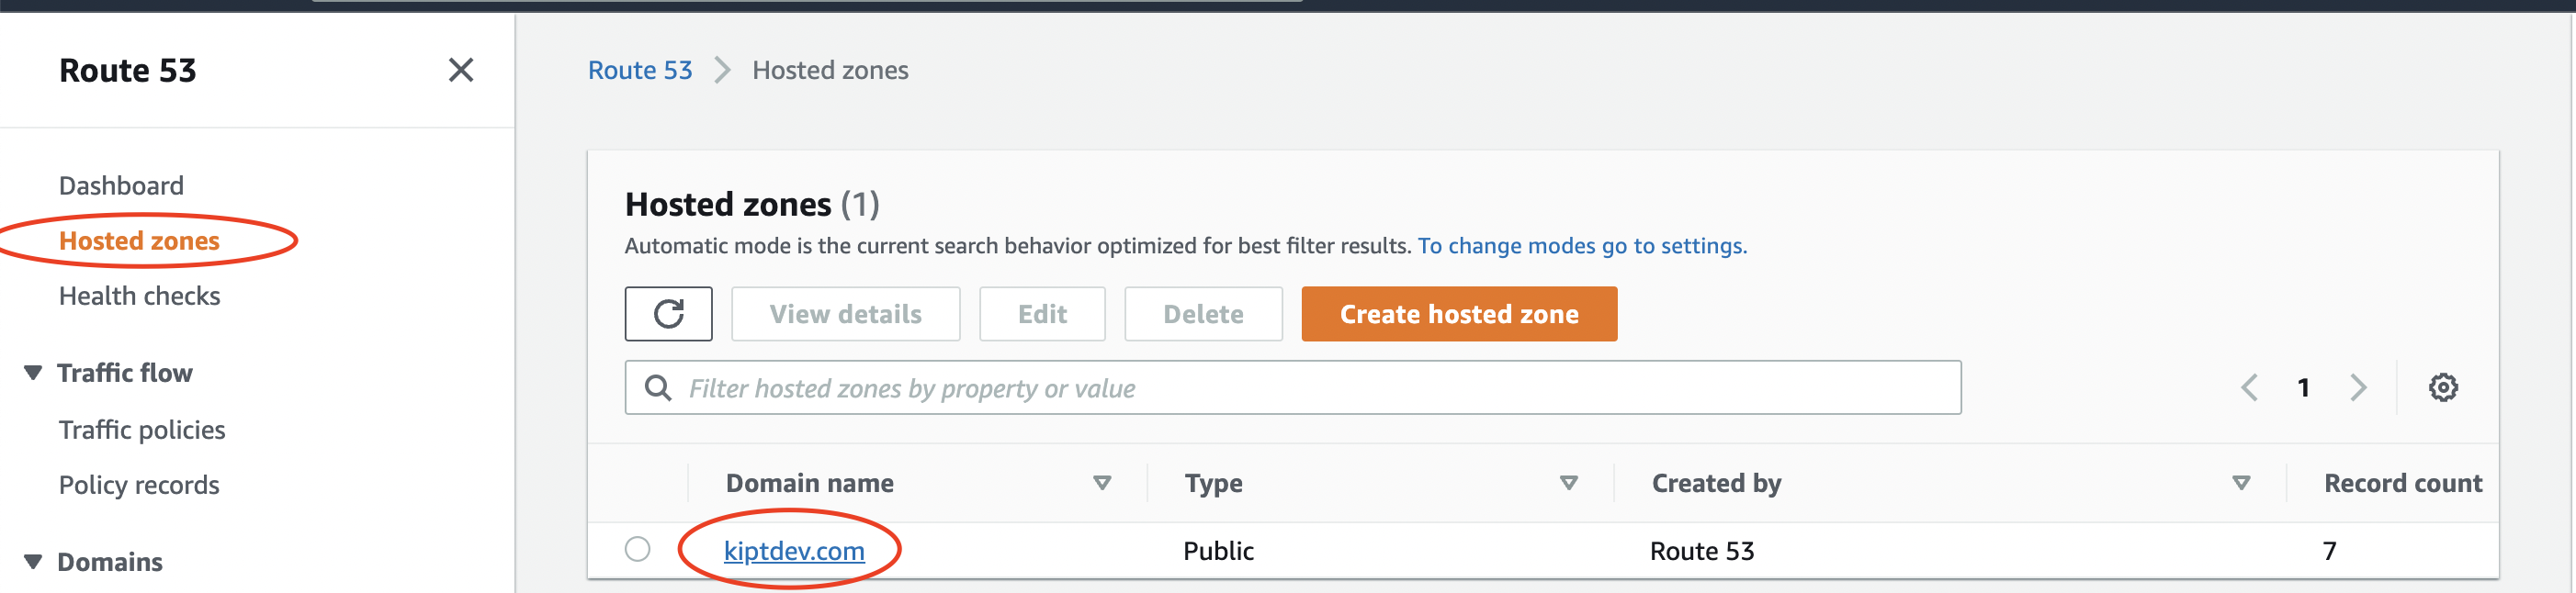 Route 53
Dashboard
Hosted zones
Health checks
Traffic flow
Traffic policies
Policy records
Domains
Route 53 Hosted zones
Hosted zones (1)
Automatic mode is the current search behavior optimized for best filter results. To change modes go to settings.
View details Edit Delete Create hosted zone
Filter hosted zones by property or value 1
Domain name Type Created by Record count
kiptdev.com Public Route 53 7